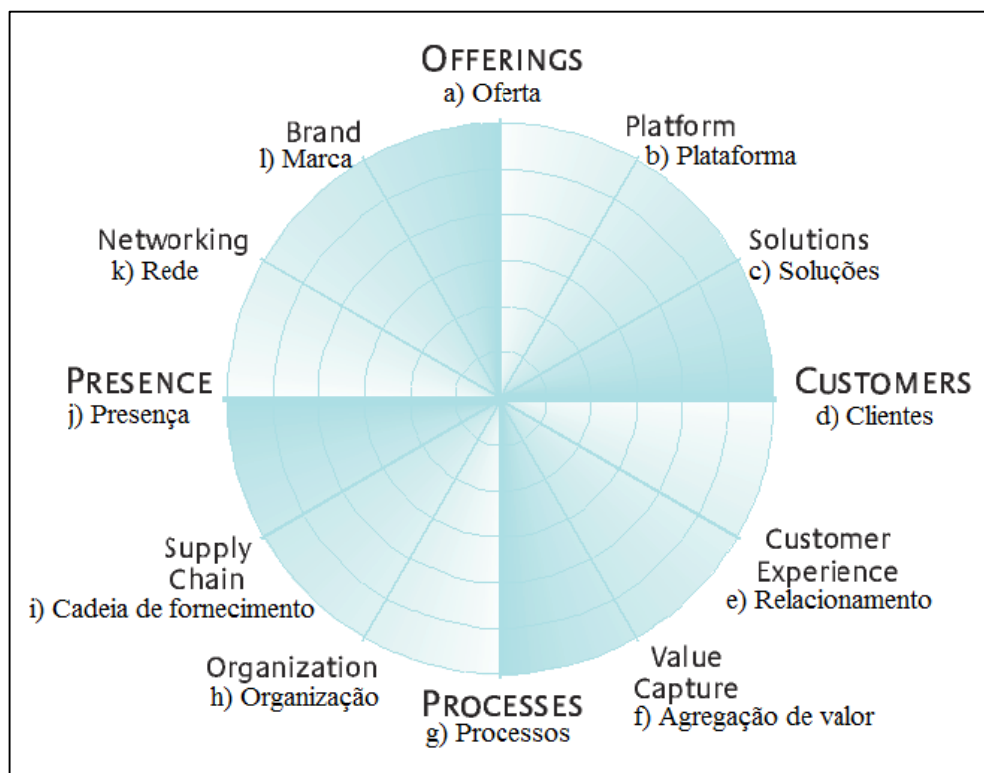 OFFERINGS
a) Oferta
Platform
b) Plataforma
Solutions
c) Soluções
CUSTOMERS
d) Clientes
Customer
Experience
e) Relacionamento
Value
Capture
f) Agregação de valor
PROCESSES
g) Processos
Organization
h) Organização
Supply
Chain
i) Cadeia de fornecimento
PRESENCE
j) Presença
Networking
k) Rede
Brand
l) Marca